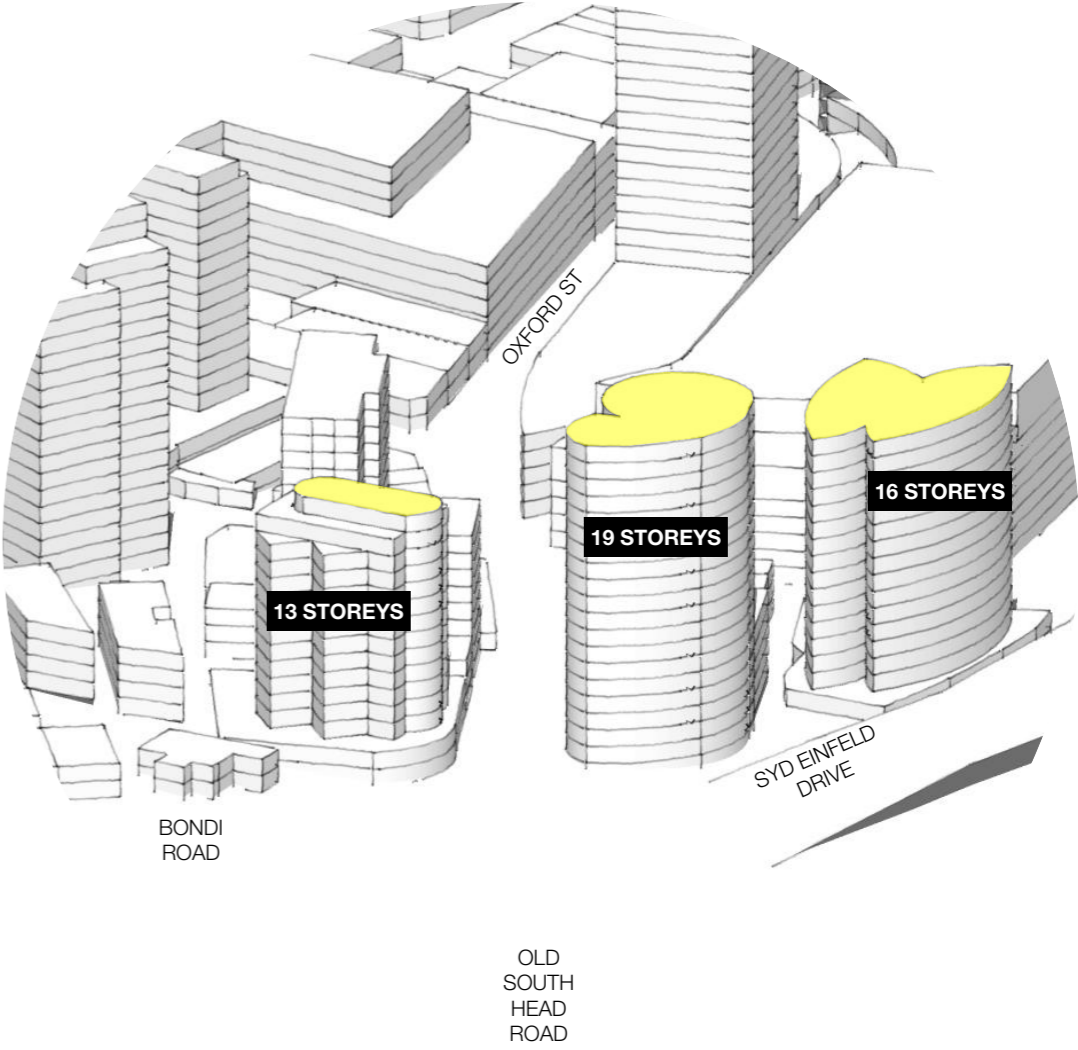 OXFORD ST
16 STOREYS
19 STOREYS
13 STOREYS
SYD EINFELD
DRIVE
BONDI
ROAD
OLD
SOUTH
HEAD
ROAD